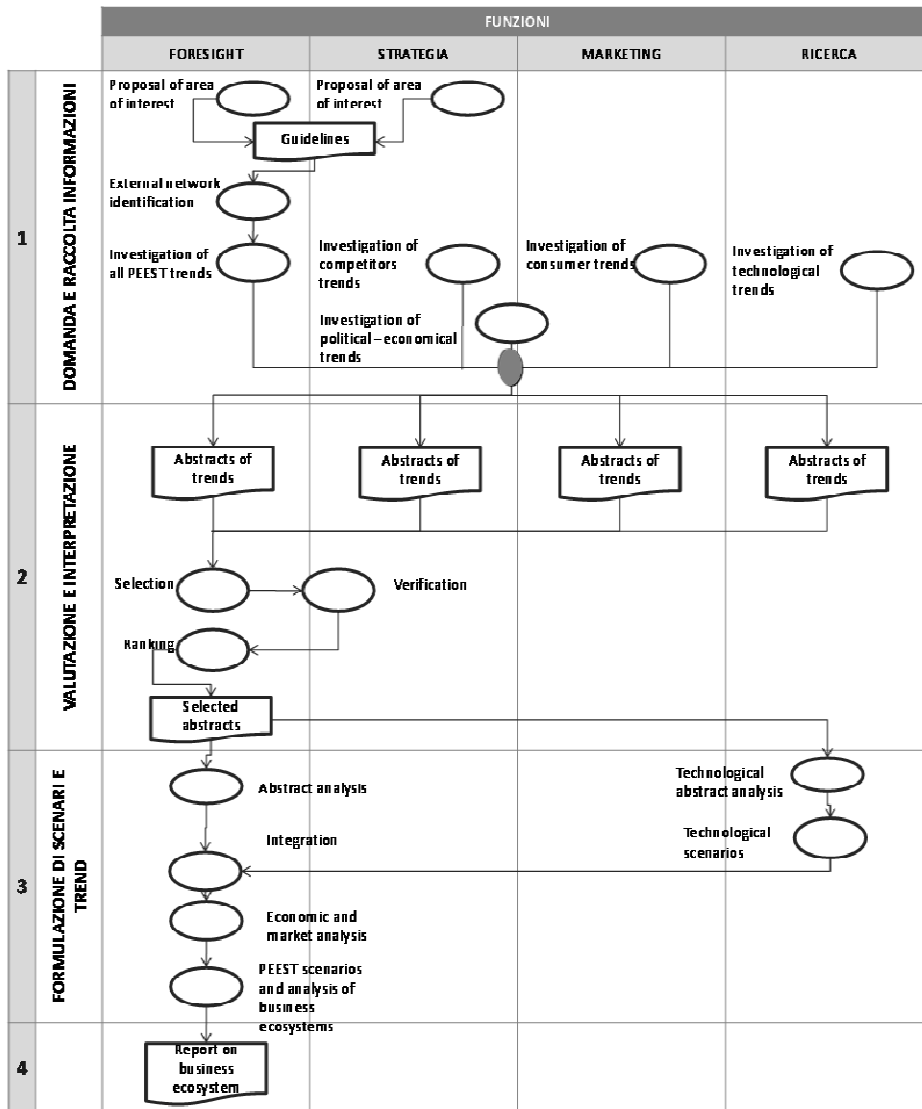 FUNZIONI
FORESIGHT
STRATEGIA
MARKETING
RICERCA
1
DOMANDA E RACCOLTA INFORMAZIONI
Proposal of area
of interest
Proposal of area
of interest
Guidelines
External network
identification
Investigation of
all PEEST trends
Investigation of
competitors
trends
Investigation of
consumer trends
Investigation of
technological
trends
Investigation of
political – economical
trends
2
VALUTAZIONE E INTERPRETAZIONE
Abstracts of
trends
Abstracts of
trends
Abstracts of
trends
Abstracts of
trends
Selection
Verification
Ranking
Selected
abstracts
3
FORMULAZIONE DI SCENARI E
TREND
Abstract analysis
Technological
abstract analysis
Integration
Technological
scenarios
Economic and
market analysis
PEEST scenarios
and analysis of
business
ecosystems
4
Report on
business
ecosystem